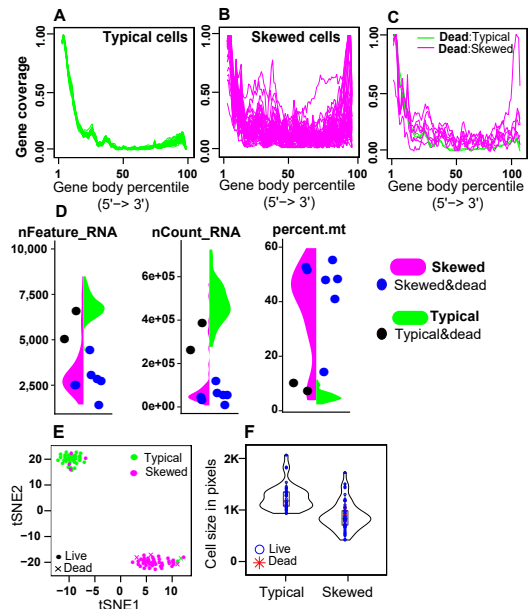 A
Typical cells
Gene coverage
1.00
0.50
0.00
1 50 100
Gene body percentile
(5'−> 3')
B
Skewed cells
1.00
0.50
0.00
1 50 100
Gene body percentile
(5'−> 3')
C
Dead:Typical
Dead:Skewed
1.00
0.50
0.00
1 50 100
Gene body percentile
(5'−> 3')
D
nFeature_RNA
10,000
7,500
5,000
2,500
nCount_RNA
6e+05
4e+05
2e+05
0e+00
percent.mt
60
40
20
0
Skewed
Skewed&dead
Typical
Typical&dead
E
Typical
Skewed
tSNE2
20
10
0
−10
−20
Live
Dead
−10 −5 0 5 10
tSNE1
F
Cell size in pixels
2K
1K
0
Live
Dead
Typical Skewed